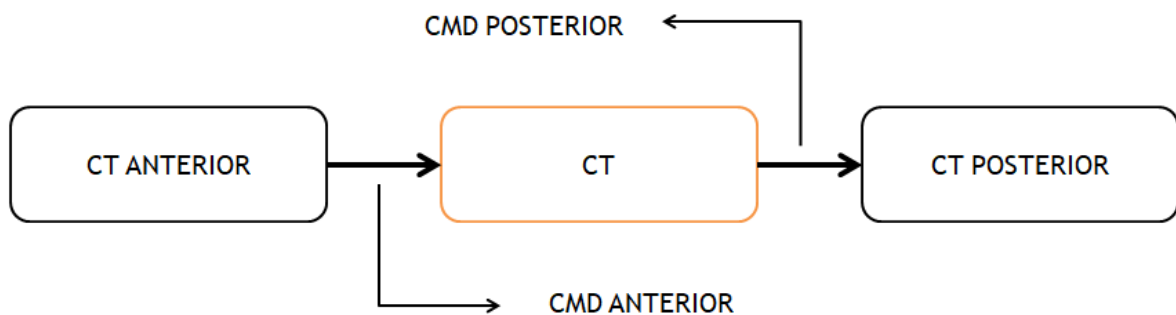 CMD POSTERIOR
CT ANTERIOR
CT
CT POSTERIOR
CMD ANTERIOR